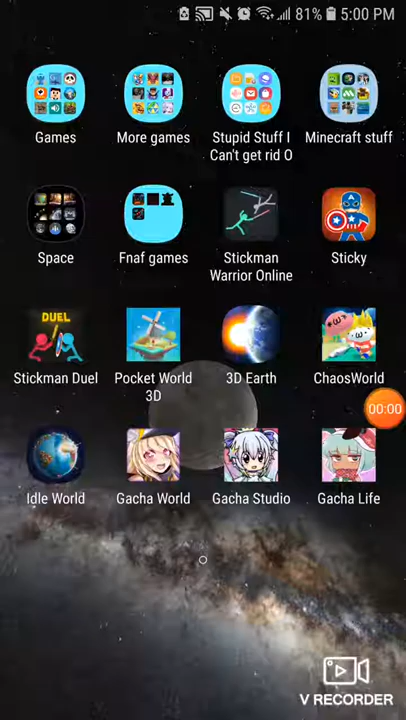 81% 5:00 PM
Games
More games
Stupid Stuff I
Can't get rid O
Minecraft stuff
Space
Fnaf games
Stickman
Warrior Online
Sticky
DUEL
Stickman Duel
Pocket World
3D
3D Earth
ChaosWorld
00:00
Idle World
Gacha World
Gacha Studio
Gacha Life
V RECORDER